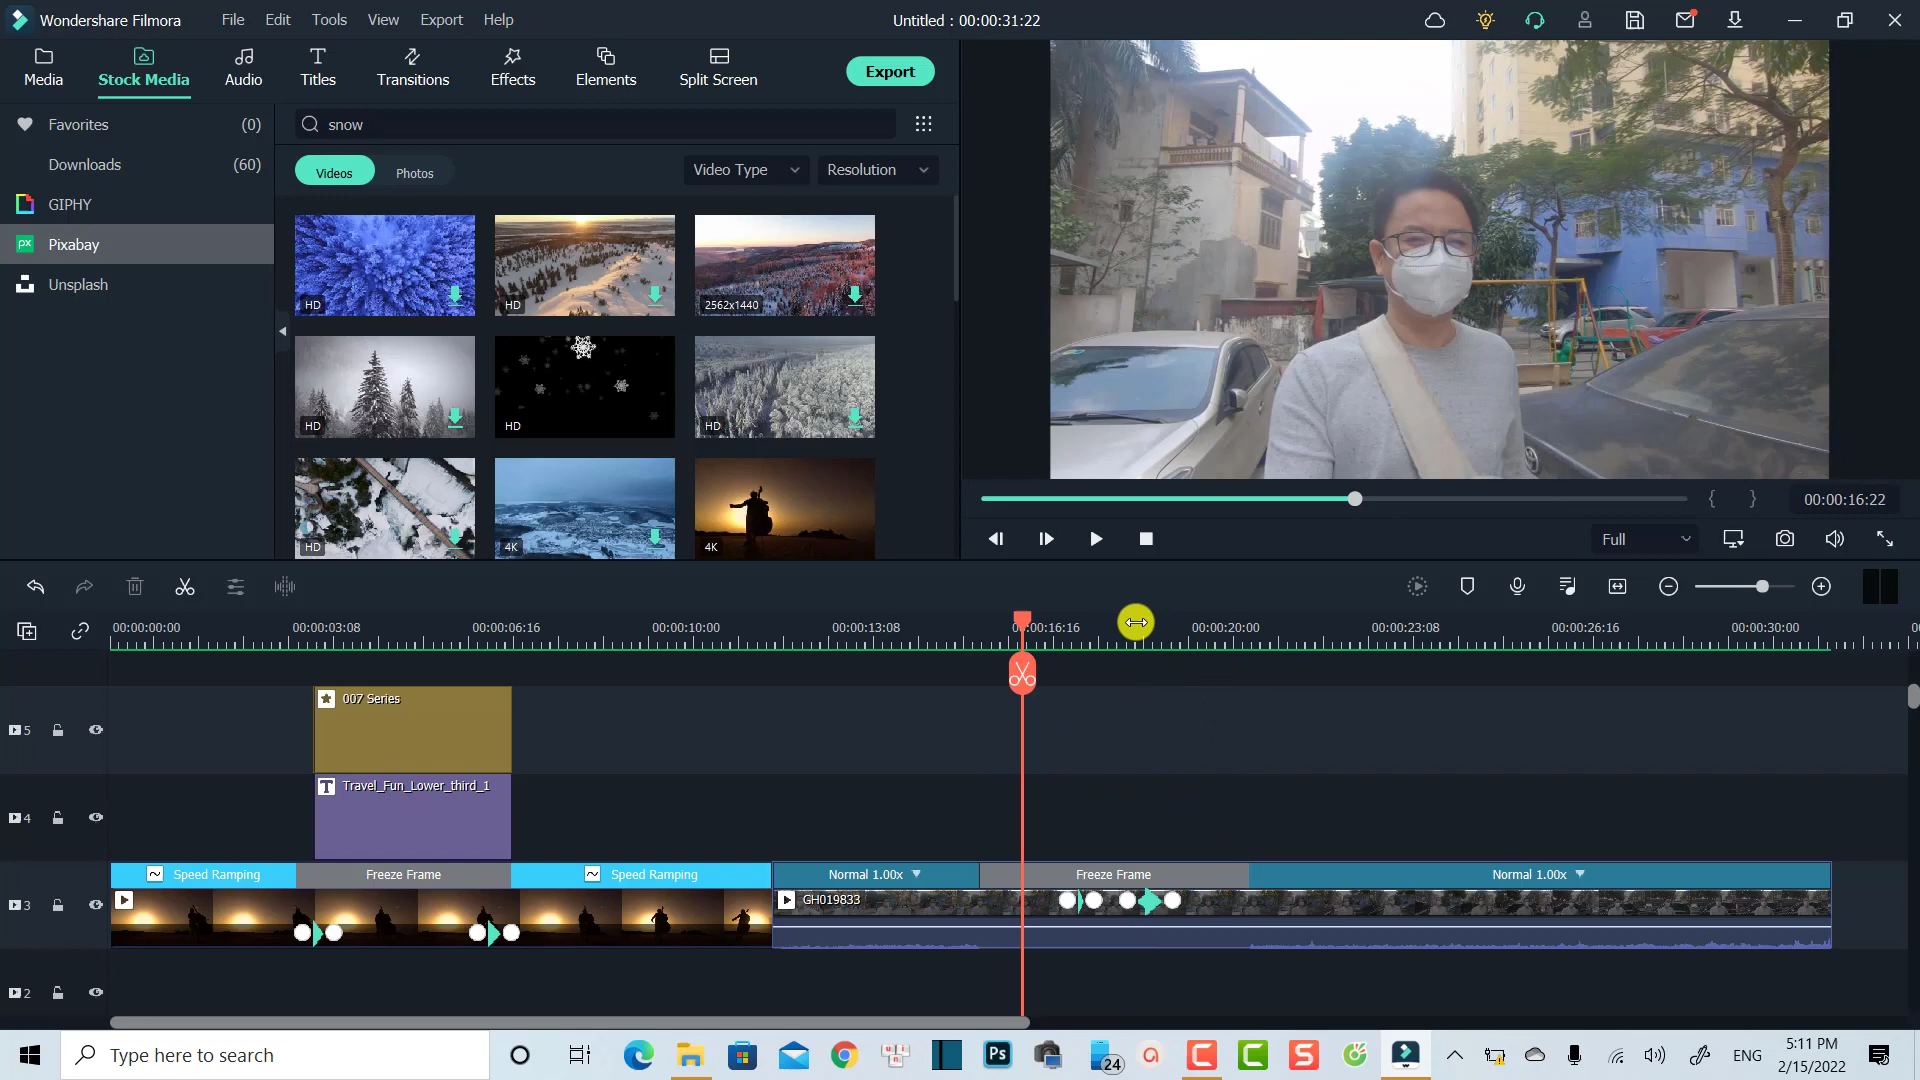 Wondershare Filmora File Edit Tools View Export Help
Untitled : 00:00:31:22
Media Stock Media Audio Titles Transitions Effects Elements Split Screen
Export
Favorites (0)
Downloads (60)
GIPHY
px Pixabay
Unsplash
snow
Videos Photos
Video Type Resolution
HD HD 2562x1440
HD HD HD
HD 4K 4K
{ } 00:00:16:22
Full
00:00:00:00 00:00:03:08 00:00:06:16 00:00:10:00 00:00:13:08 00:00:16:16 00:00:20:00 00:00:23:08 00:00:26:16 00:00:30:00
5
007 Series
4
T Travel_Fun_Lower_third_1
Speed Ramping Freeze Frame Speed Ramping Normal 1.00x Freeze Frame Normal 1.00x
3
GH019833
2
Type here to search
Ps
24
C C S
ENG
5:11 PM
2/15/2022